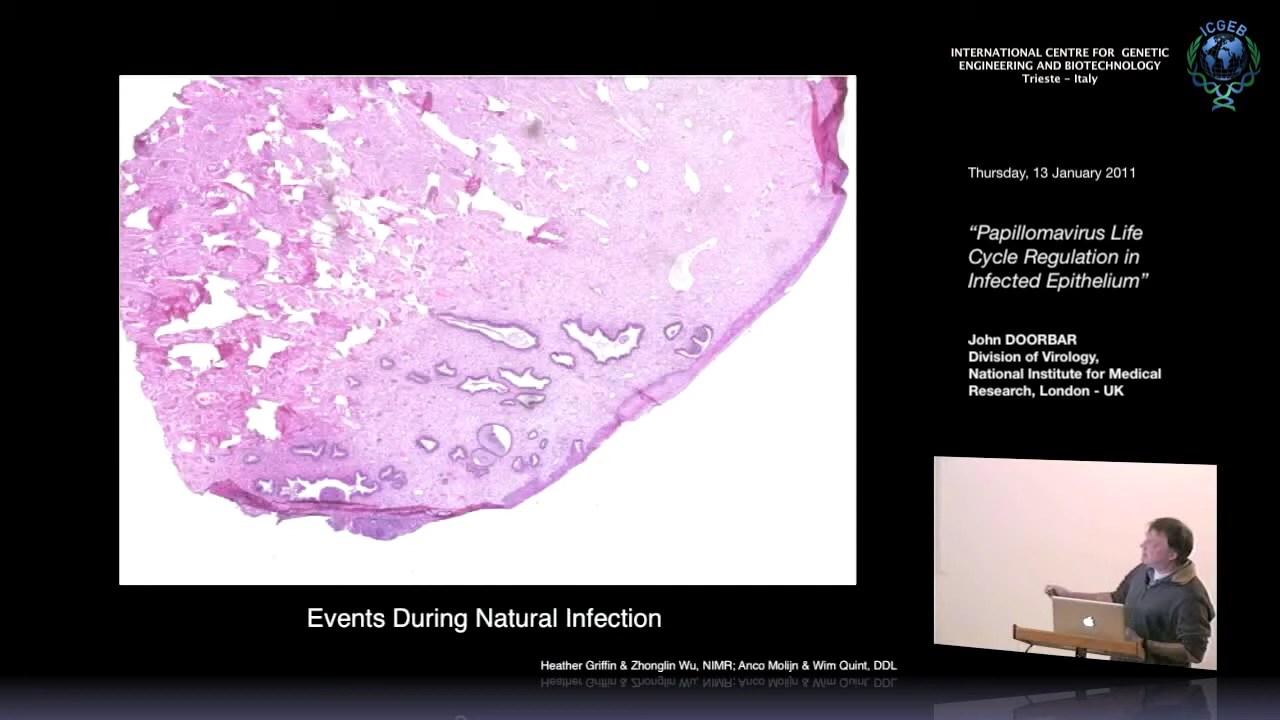 ICGEB
INTERNATIONAL CENTRE FOR GENETIC
ENGINEERING AND BIOTECHNOLOGY
Trieste – Italy
Thursday, 13 January 2011
“Papillomavirus Life
Cycle Regulation in
Infected Epithelium”
John DOORBAR
Division of Virology,
National Institute for Medical
Research, London - UK
Events During Natural Infection
Heather Griffin & Zhonglin Wu, NIMR; Anco Molijn & Wim Quint, DDL